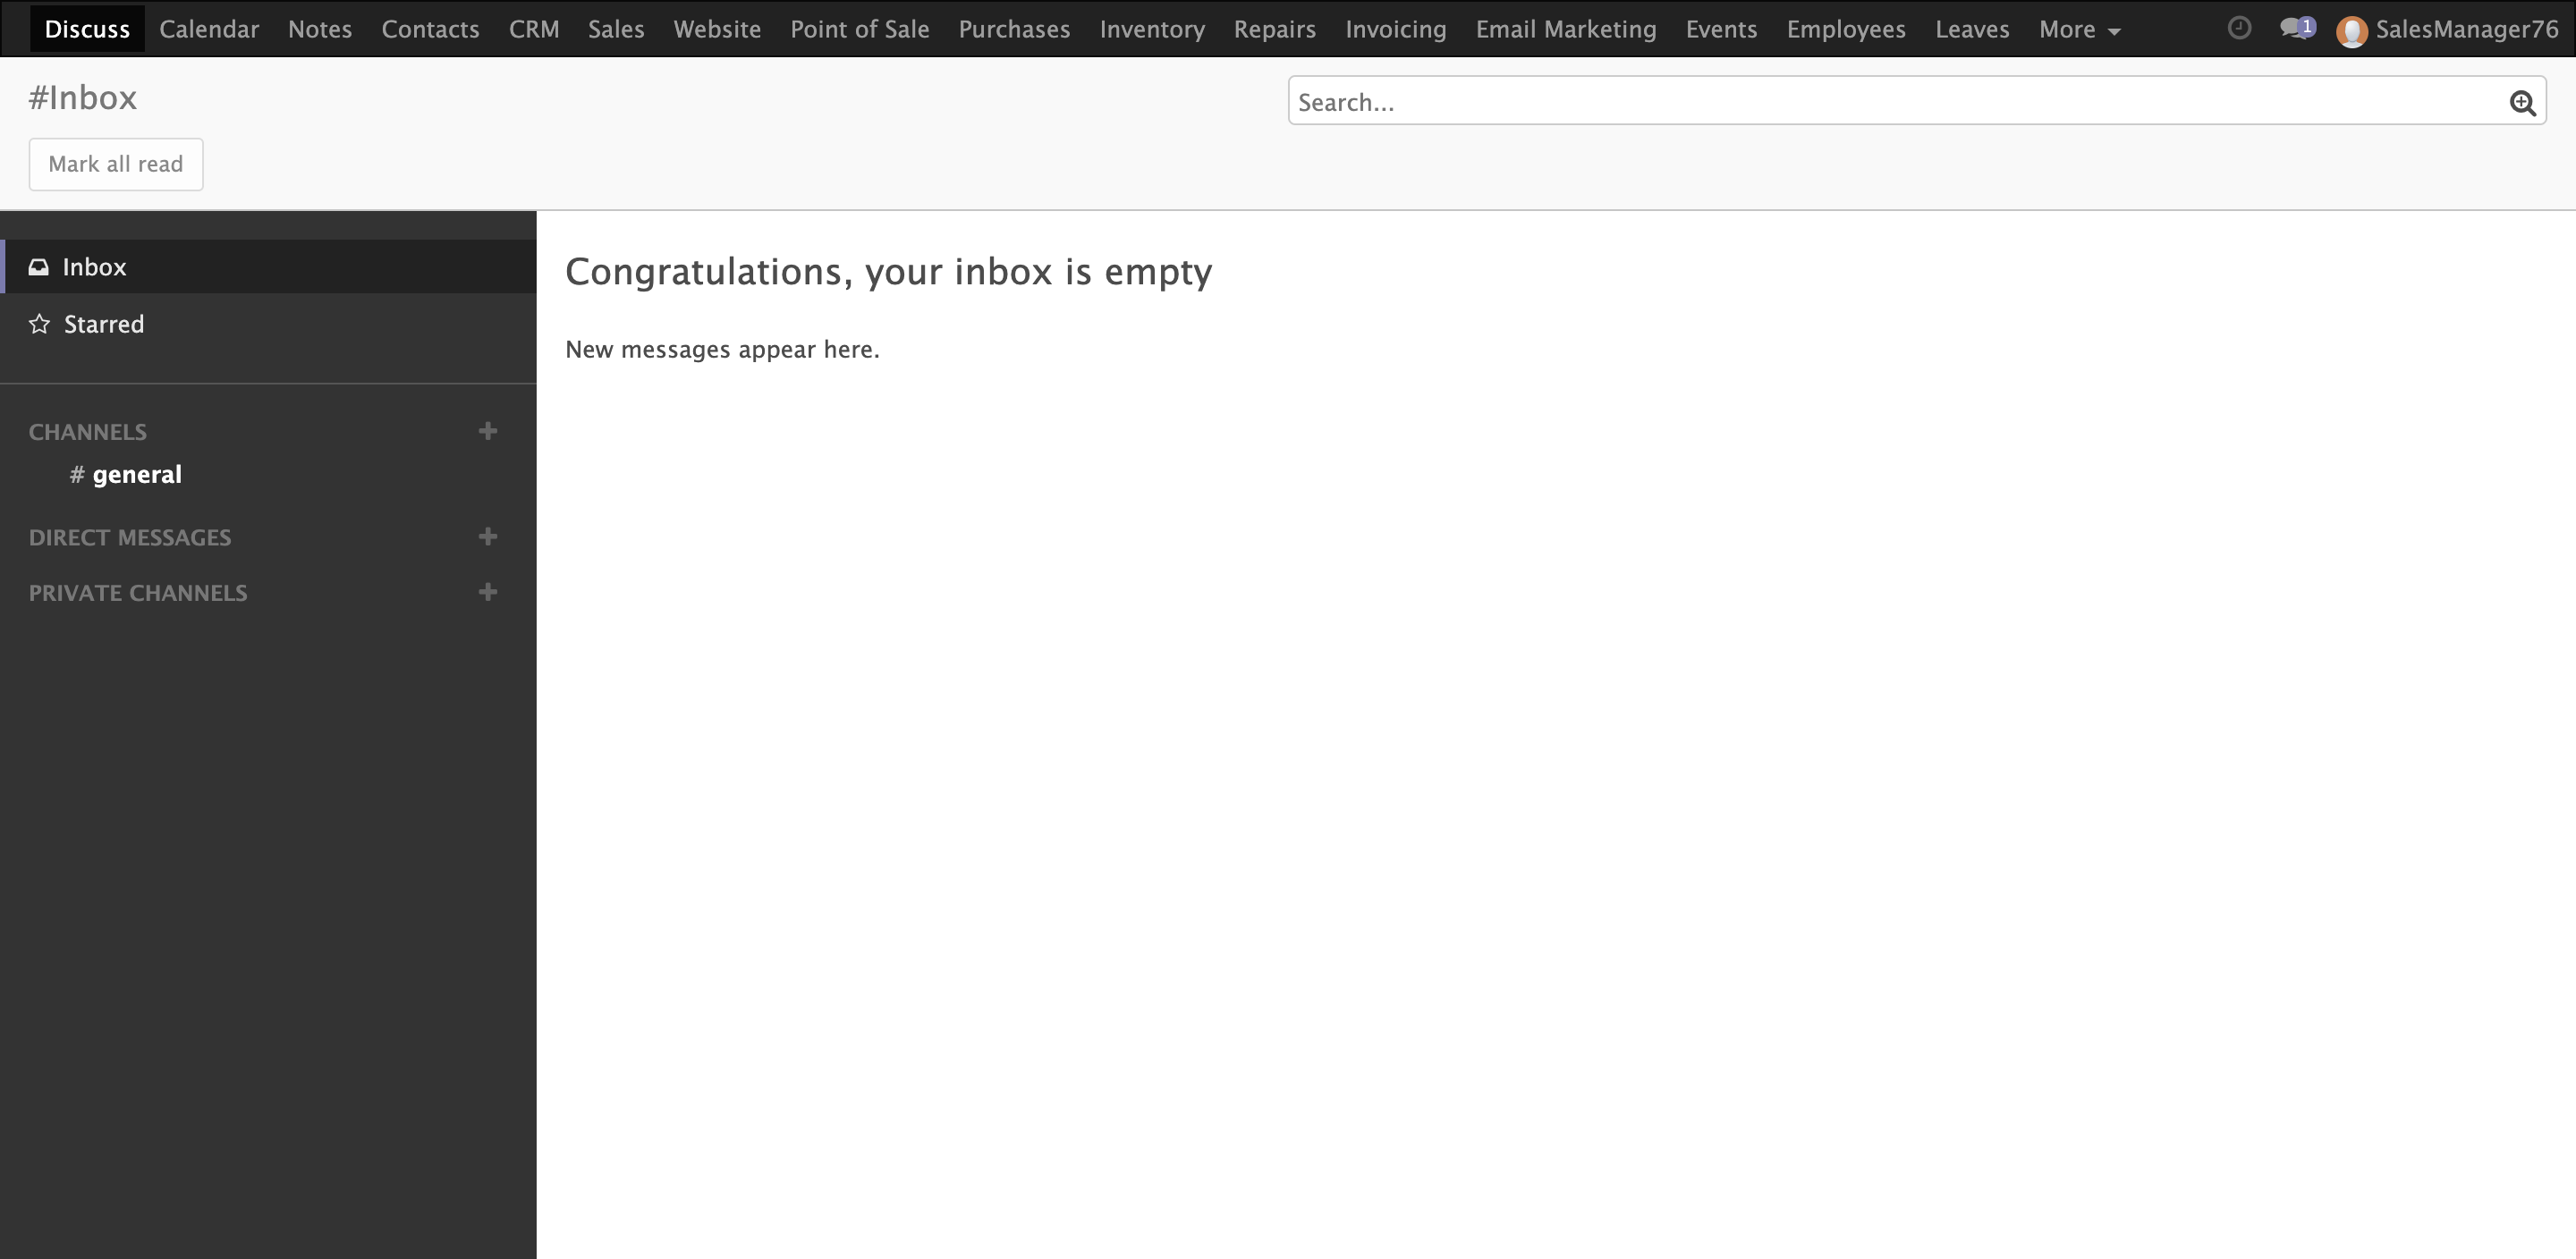 Discuss Calendar Notes Contacts CRM Sales Website Point of Sale Purchases Inventory Repairs Invoicing Email Marketing Events Employees Leaves More 1 SalesManager76
#Inbox
Search...
Mark all read
Inbox
Starred
CHANNELS
# general
DIRECT MESSAGES
PRIVATE CHANNELS
Congratulations, your inbox is empty
New messages appear here.